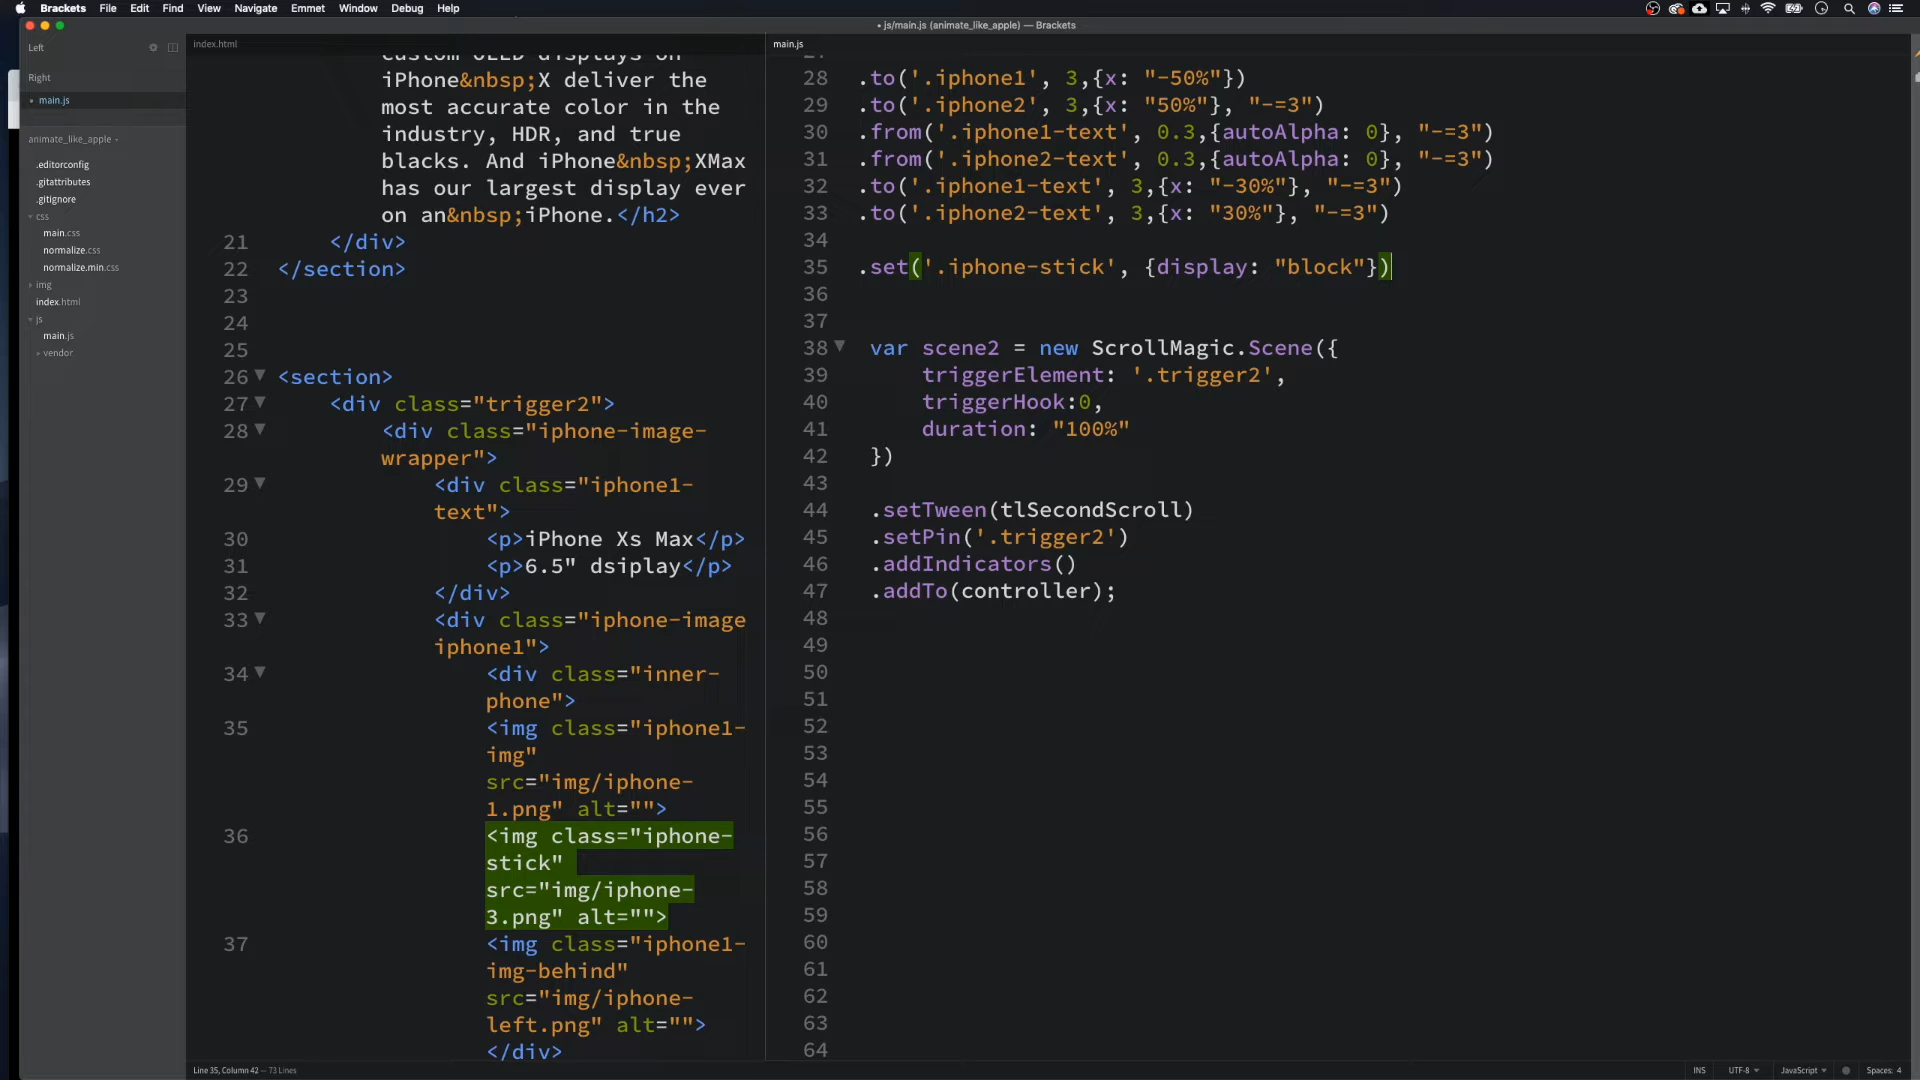 Brackets File Edit Find View Navigate Emmet Window Debug Help
• js/main.js (animate_like_apple) — Brackets
Left
Right
main.js
animate_like_apple
.editorconfig
.gitattributes
.gitignore
css
main.css
normalize.css
normalize.min.css
img
index.html
js
main.js
vendor
index.html
iPhone&nbsp;X deliver the
most accurate color in the
industry, HDR, and true
blacks. And iPhone&nbsp;XMax
has our largest display ever
on an&nbsp;iPhone.</h2>
21 </div>
22 </section>
23
24
25
26 <section>
27 <div class="trigger2">
28 <div class="iphone-image-
wrapper">
29 <div class="iphone1-
text">
30 <p>iPhone Xs Max</p>
31 <p>6.5" dsiplay</p>
32 </div>
33 <div class="iphone-image
iphone1">
34 <div class="inner-
phone">
35 <img class="iphone1-
img"
src="img/iphone-
1.png" alt="">
36 <img class="iphone-
stick"
src="img/iphone-
3.png" alt="">
37 <img class="iphone1-
img-behind"
src="img/iphone-
left.png" alt="">
</div>
main.js
28 .to('.iphone1', 3,{x: "-50%"})
29 .to('.iphone2', 3,{x: "50%"}, "-=3")
30 .from('.iphone1-text', 0.3,{autoAlpha: 0}, "-=3")
31 .from('.iphone2-text', 0.3,{autoAlpha: 0}, "-=3")
32 .to('.iphone1-text', 3,{x: "-30%"}, "-=3")
33 .to('.iphone2-text', 3,{x: "30%"}, "-=3")
34
35 .set('.iphone-stick', {display: "block"})
36
37
38 var scene2 = new ScrollMagic.Scene({
39 triggerElement: '.trigger2',
40 triggerHook:0,
41 duration: "100%"
42 })
43
44 .setTween(tlSecondScroll)
45 .setPin('.trigger2')
46 .addIndicators()
47 .addTo(controller);
48
49
50
51
52
53
54
55
56
57
58
59
60
61
62
63
64
Line 35, Column 42 — 73 Lines
INS UTF-8 JavaScript Spaces: 4